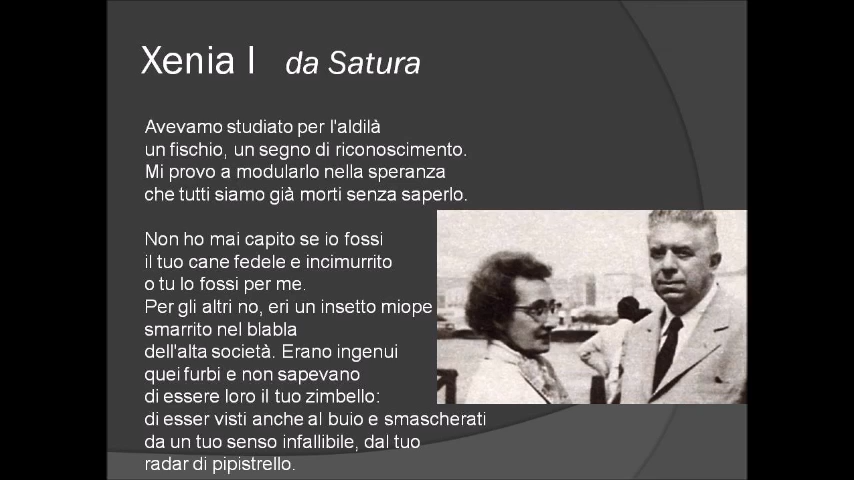 Xenia I da Satura
Avevamo studiato per l'aldilà
un fischio, un segno di riconoscimento.
Mi provo a modularlo nella speranza
che tutti siamo già morti senza saperlo.
Non ho mai capito se io fossi
il tuo cane fedele e incimurrito
o tu lo fossi per me.
Per gli altri no, eri un insetto miope
smarrito nel blabla
dell'alta società. Erano ingenui
quei furbi e non sapevano
di essere loro il tuo zimbello:
di esser visti anche al buio e smascherati
da un tuo senso infallibile, dal tuo
radar di pipistrello.